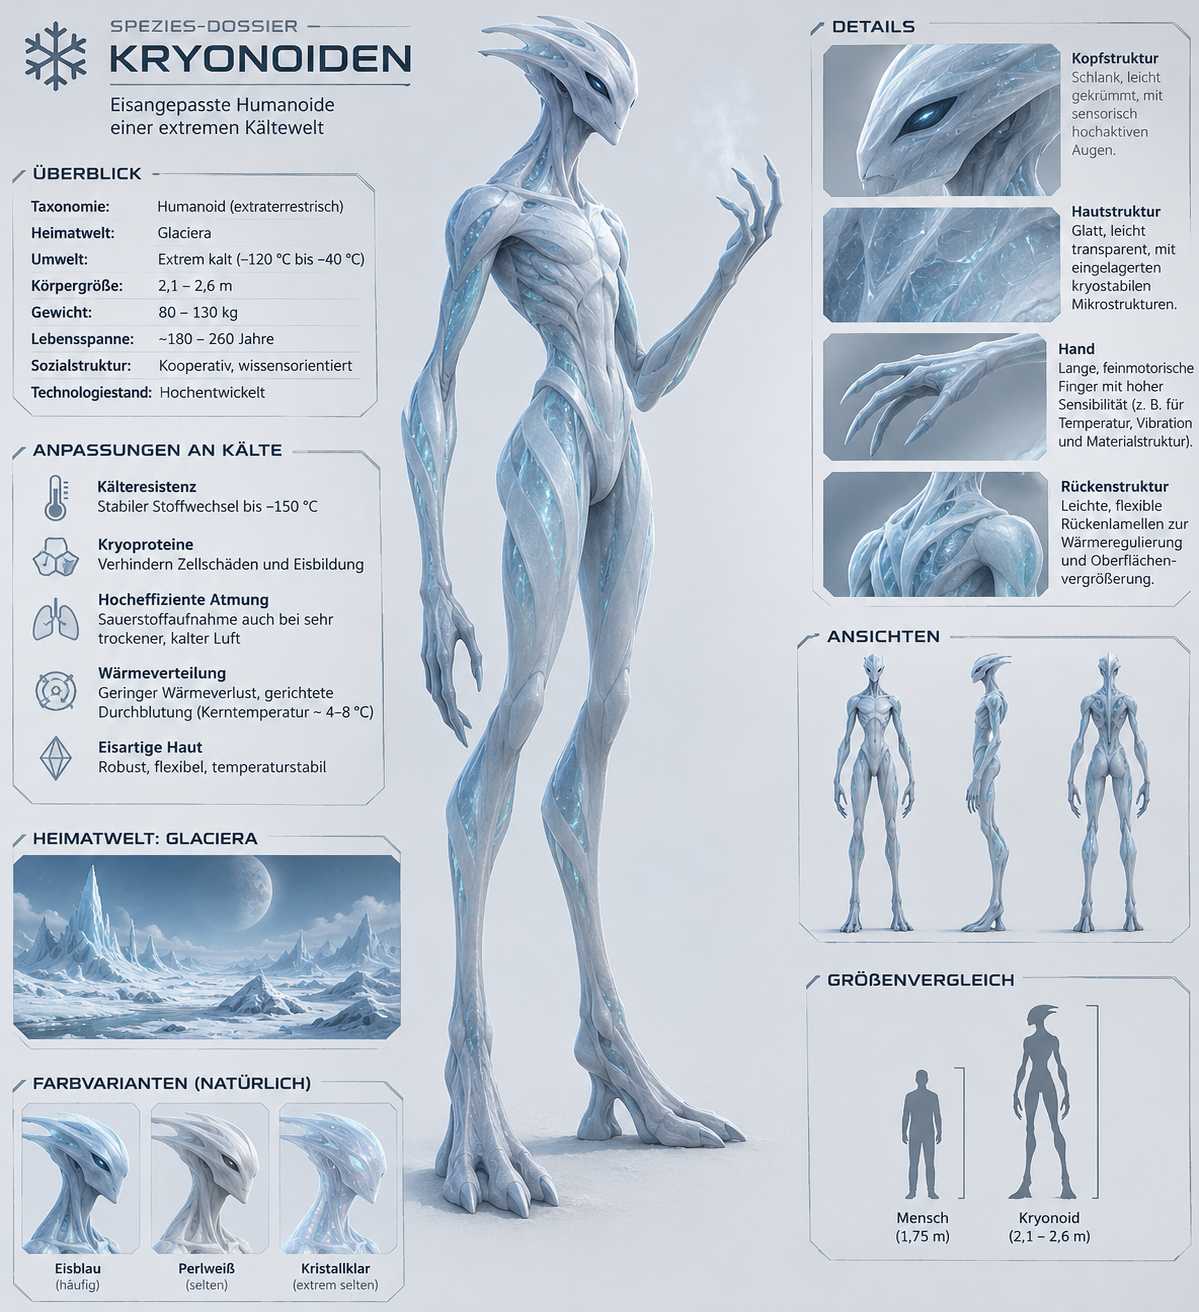 SPEZIES-DOSSIER
KRYONOIDEN
Eisangepasste Humanoide
einer extremen Kältewelt
ÜBERBLICK
Taxonomie: Humanoid (extraterrestrisch)
Heimatwelt: Glaciera
Umwelt: Extrem kalt (–120 °C bis –40 °C)
Körpergröße: 2,1 – 2,6 m
Gewicht: 80 – 130 kg
Lebensspanne: ~180 – 260 Jahre
Sozialstruktur: Kooperativ, wissensorientiert
Technologiestand: Hochentwickelt
ANPASSUNGEN AN KÄLTE
Kälteresistenz
Stabiler Stoffwechsel bis –150 °C
Kryoproteine
Verhindern Zellschäden und Eisbildung
Hocheffiziente Atmung
Sauerstoffaufnahme auch bei sehr
trockener, kalter Luft
Wärmeverteilung
Geringer Wärmeverlust, gerichtete
Durchblutung (Kerntemperatur ~ 4–8 °C)
Eisartige Haut
Robust, flexibel, temperaturstabil
HEIMATWELT: GLACIERA
FARBVARIANTEN (NATÜRLICH)
Eisblau
(häufig)
Perlweiß
(selten)
Kristallklar
(extrem selten)
DETAILS
Kopfstruktur
Schlank, leicht
gekrümmt, mit
sensorisch
hochaktiven
Augen.
Hautstruktur
Glatt, leicht
transparent, mit
eingelagerten
kryostabilen
Mikrostrukturen.
Hand
Lange, feinmotorische
Finger mit hoher
Sensibilität (z. B. für
Temperatur, Vibration
und Materialstruktur).
Rückenstruktur
Leichte, flexible
Rückenlamellen zur
Wärmeregulierung
und Oberflächen-
vergrößerung.
ANSICHTEN
GRÖßENVERGLEICH
Mensch
(1,75 m)
Kryonoid
(2,1 – 2,6 m)